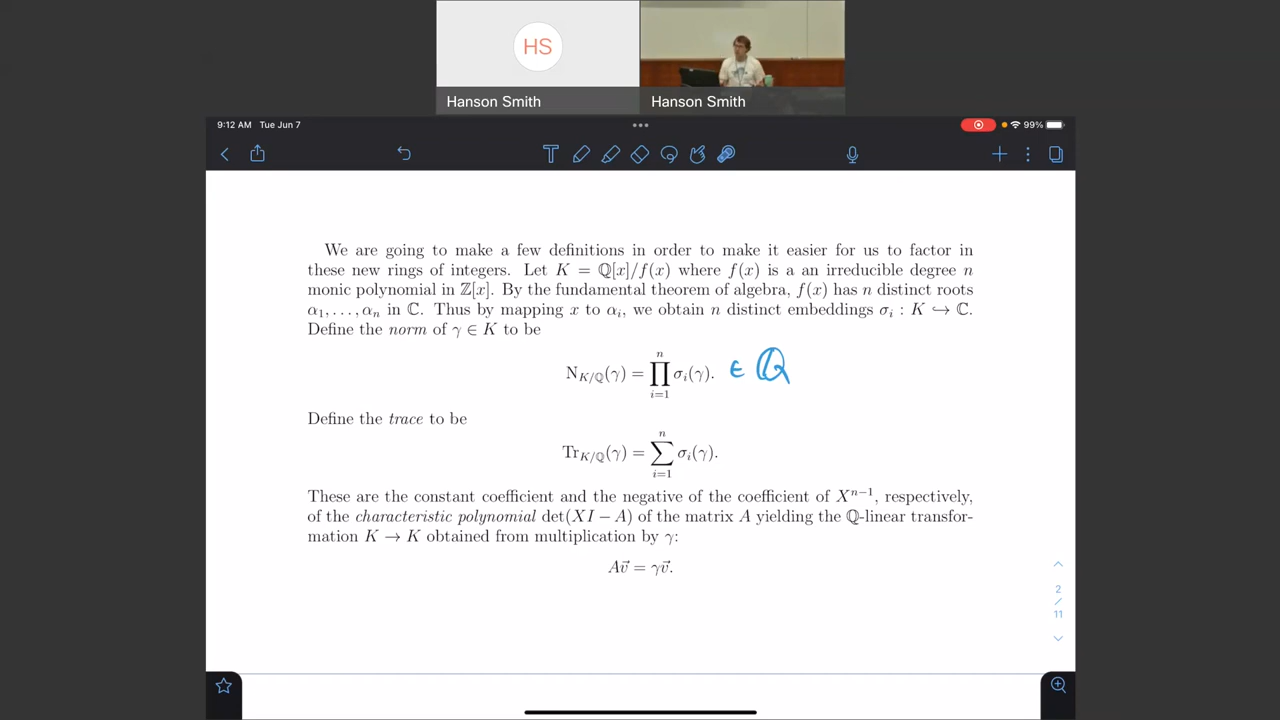 HS
Hanson Smith
Hanson Smith
9:12 AM Tue Jun 7
99%
We are going to make a few definitions in order to make it easier for us to factor in
these new rings of integers. Let K = ℚ[x]/f(x) where f(x) is a an irreducible degree n
monic polynomial in ℤ[x]. By the fundamental theorem of algebra, f(x) has n distinct roots
α₁, . . . , αₙ in ℂ. Thus by mapping x to αᵢ, we obtain n distinct embeddings σᵢ : K ↪ ℂ.
Define the norm of γ ∈ K to be
N_{K/ℚ}(γ) = ∏_{i=1}^{n} σᵢ(γ). ∈ ℚ
Define the trace to be
Tr_{K/ℚ}(γ) = ∑_{i=1}^{n} σᵢ(γ).
These are the constant coefficient and the negative of the coefficient of X^{n−1}, respectively,
of the characteristic polynomial det(XI − A) of the matrix A yielding the ℚ-linear transfor-
mation K → K obtained from multiplication by γ:
Av⃗ = γv⃗.
2
/
11